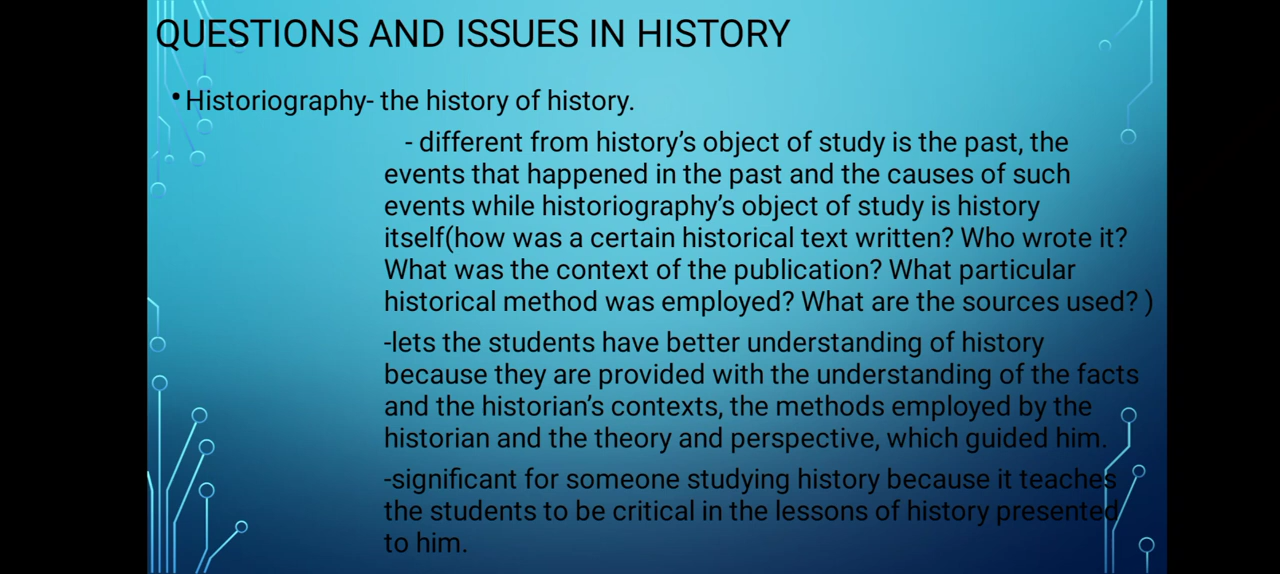 QUESTIONS AND ISSUES IN HISTORY
• Historiography- the history of history.
- different from history's object of study is the past, the
events that happened in the past and the causes of such
events while historiography's object of study is history
itself(how was a certain historical text written? Who wrote it?
What was the context of the publication? What particular
historical method was employed? What are the sources used? )
-lets the students have better understanding of history
because they are provided with the understanding of the facts
and the historian's contexts, the methods employed by the
historian and the theory and perspective, which guided him.
-significant for someone studying history because it teaches
the students to be critical in the lessons of history presented
to him.